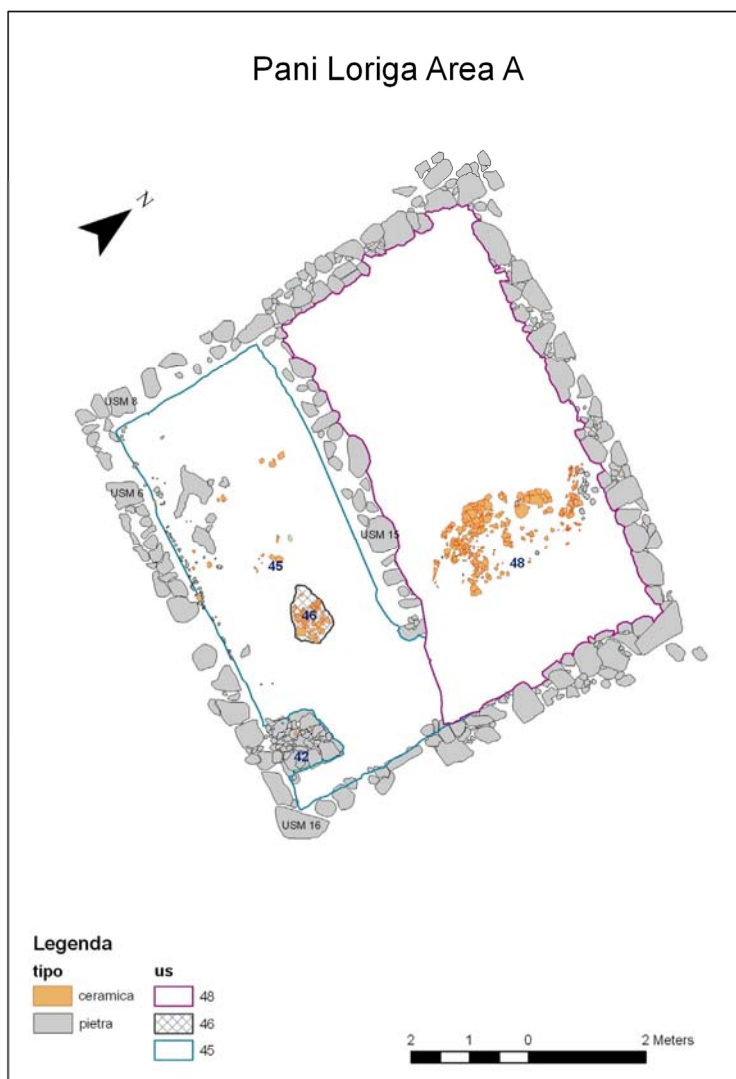 Pani Loriga Area A
N
USM 8
USM 6
USM 15
45
48
46
42
USM 16
Legenda
tipo us
ceramica 48
pietra 46
45
2 1 0 2 Meters